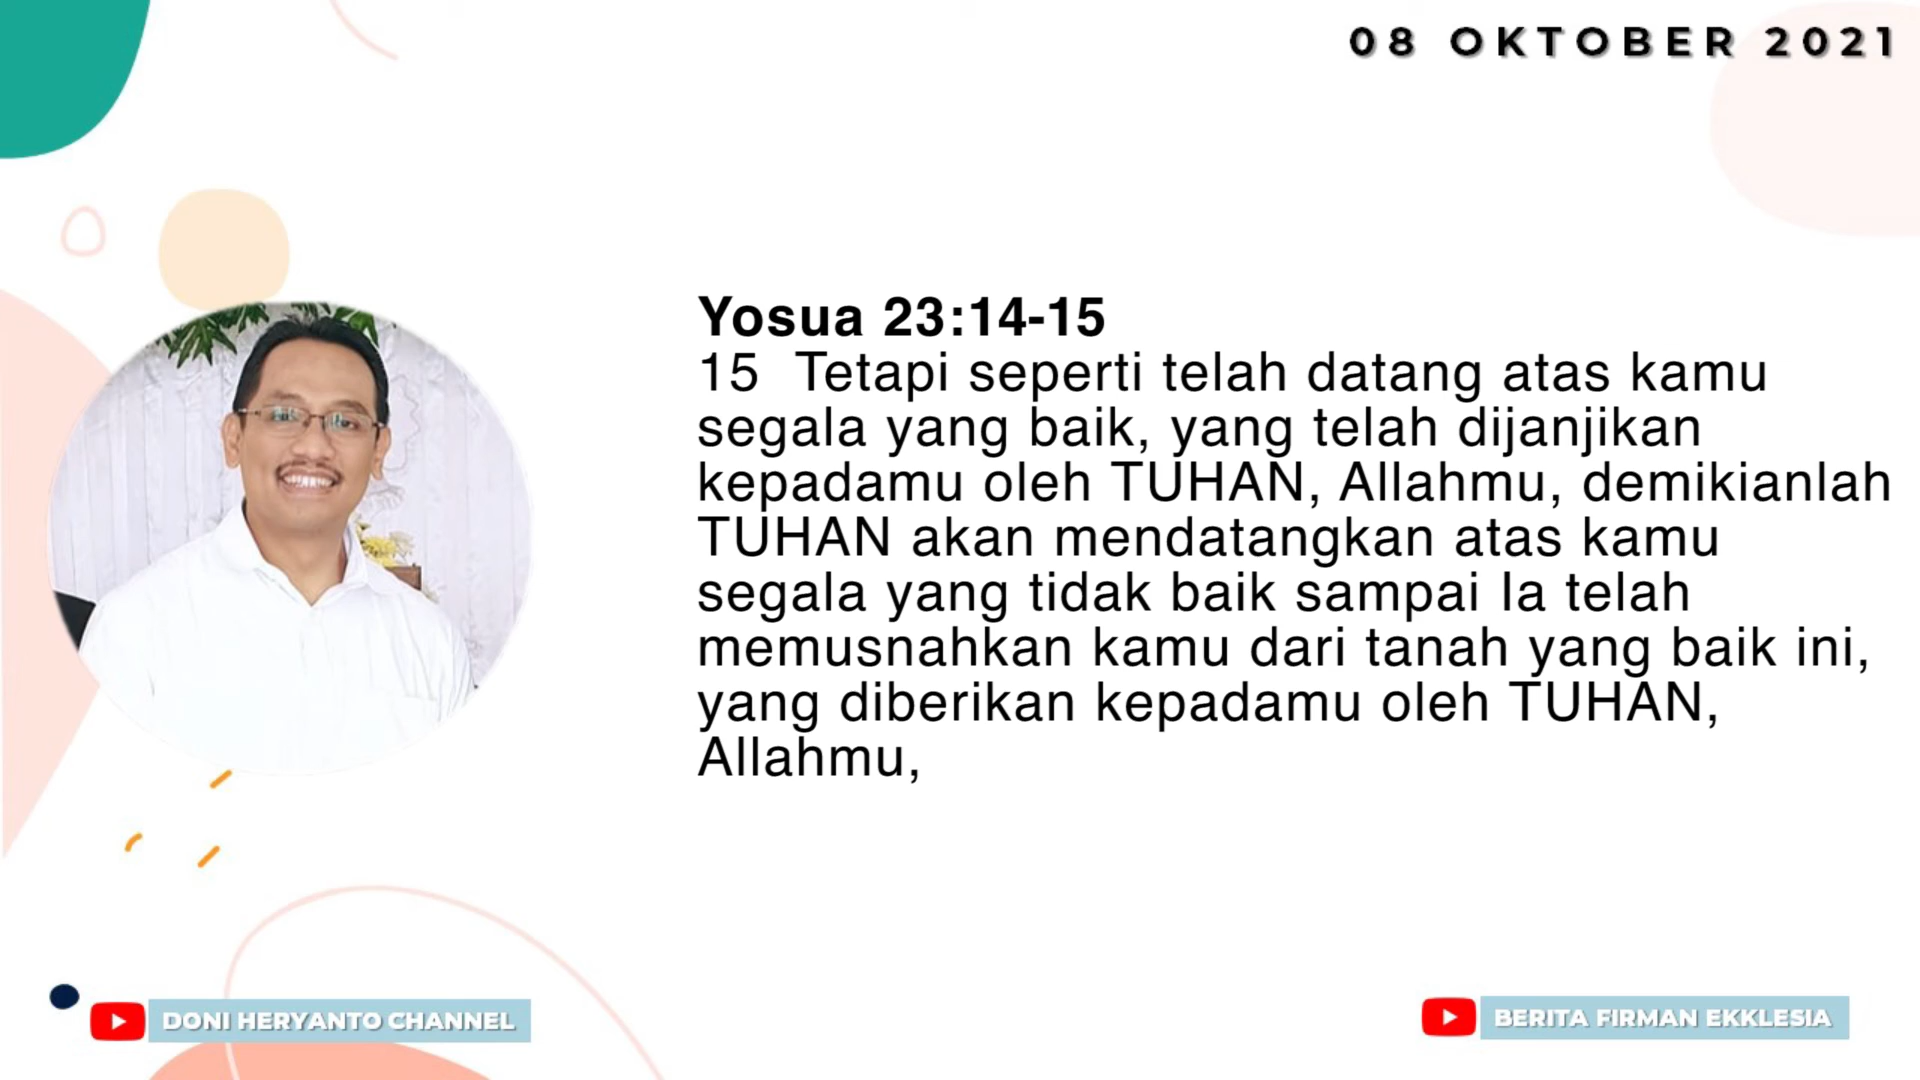 08 OKTOBER 2021
Yosua 23:14-15
15 Tetapi seperti telah datang atas kamu
segala yang baik, yang telah dijanjikan
kepadamu oleh TUHAN, Allahmu, demikianlah
TUHAN akan mendatangkan atas kamu
segala yang tidak baik sampai Ia telah
memusnahkan kamu dari tanah yang baik ini,
yang diberikan kepadamu oleh TUHAN,
Allahmu,
DONI HERYANTO CHANNEL
BERITA FIRMAN EKKLESIA